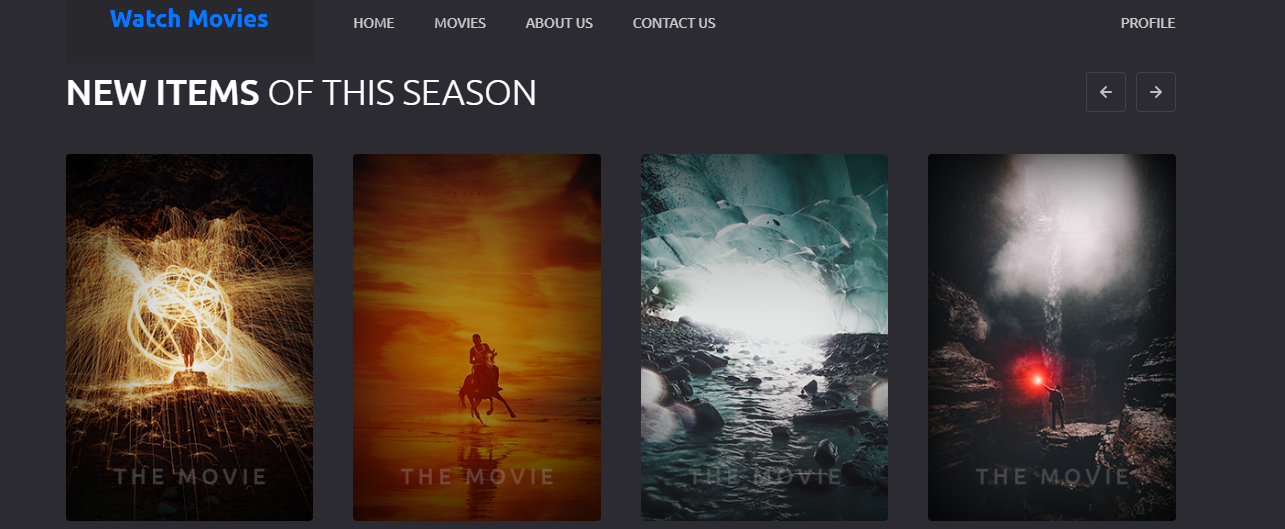 Watch Movies
HOME MOVIES ABOUT US CONTACT US PROFILE
NEW ITEMS OF THIS SEASON
THE MOVIE THE MOVIE THE MOVIE THE MOVIE